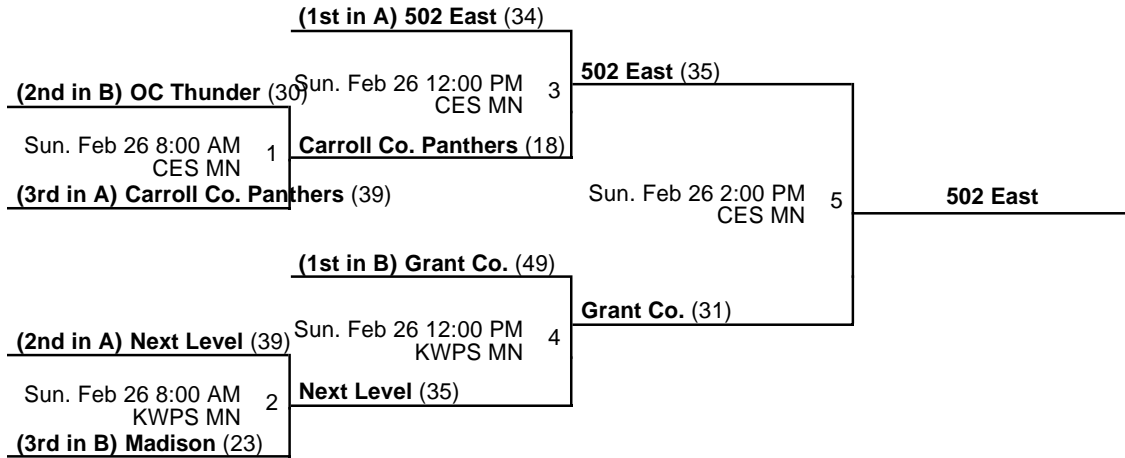 (1st in A) 502 East (34)
Sun. Feb 26 12:00 PM 3
CES MN
502 East (35)
(2nd in B) OC Thunder (30)
Sun. Feb 26 8:00 AM 1
CES MN
Carroll Co. Panthers (18)
(3rd in A) Carroll Co. Panthers (39)
Sun. Feb 26 2:00 PM 5
CES MN
502 East
(1st in B) Grant Co. (49)
Grant Co. (31)
Sun. Feb 26 12:00 PM 4
KWPS MN
(2nd in A) Next Level (39)
Sun. Feb 26 8:00 AM 2
KWPS MN
Next Level (35)
(3rd in B) Madison (23)